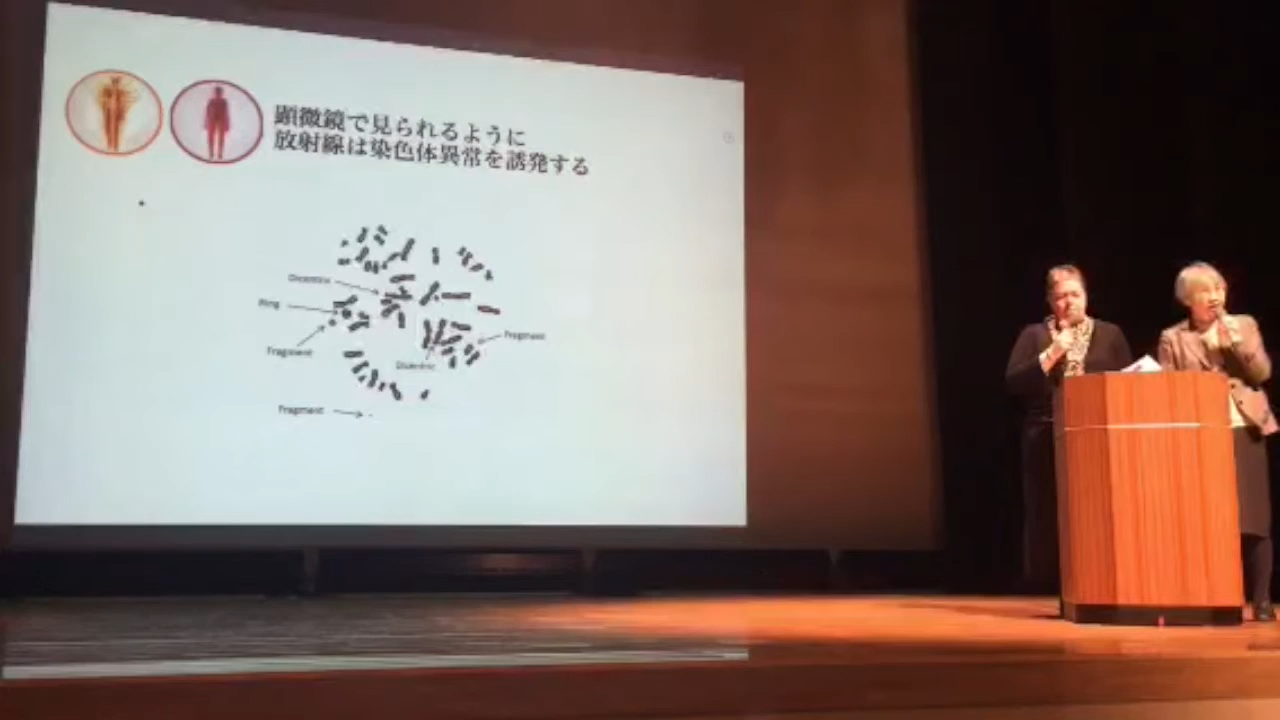 顕微鏡で見られるように
放射線は染色体異常を誘発する
Dicentric
Ring
Fragment
Fragment
Dicentric
Fragment